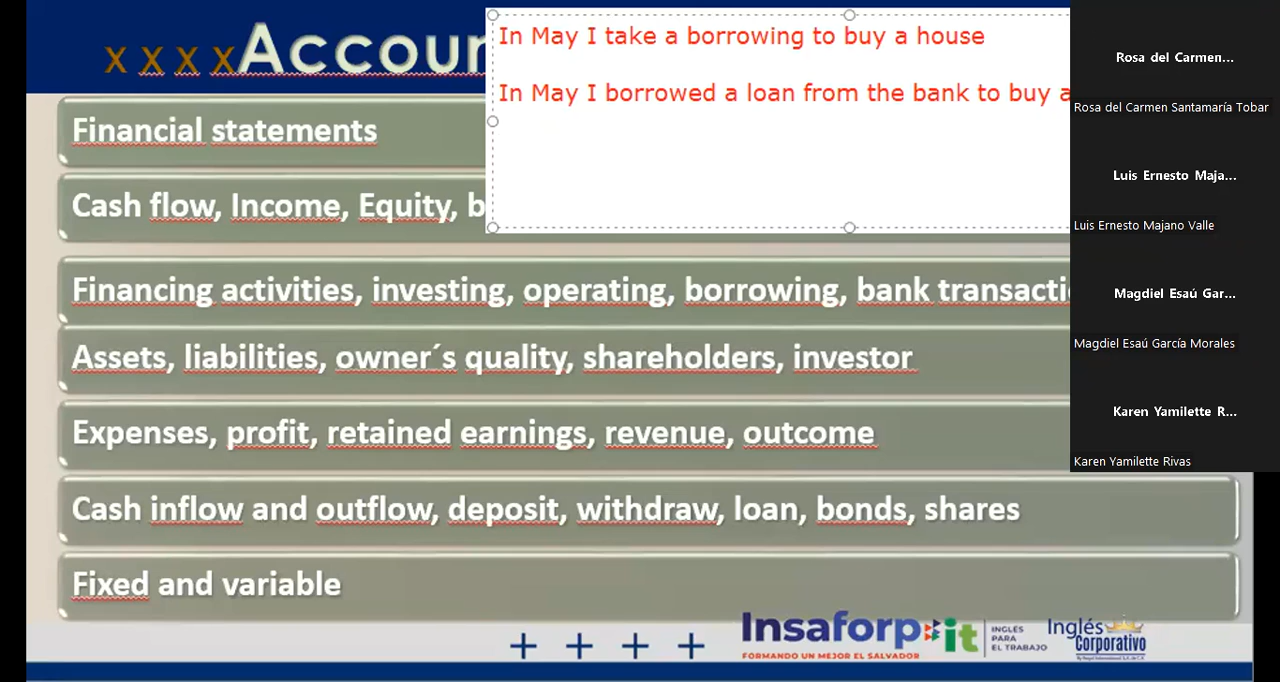 x x x x Accoun
In May I take a borrowing to buy a house
In May I borrowed a loan from the bank to buy a
Financial statements
Cash flow, Income, Equity, b
Financing activities, investing, operating, borrowing, bank transacti
Assets, liabilities, owner´s quality, shareholders, investor
Expenses, profit, retained earnings, revenue, outcome
Cash inflow and outflow, deposit, withdraw, loan, bonds, shares
Fixed and variable
Rosa del Carmen...
Rosa del Carmen Santamaría Tobar
Luis Ernesto Maja...
Luis Ernesto Majano Valle
Magdiel Esaú Gar...
Magdiel Esaú García Morales
Karen Yamilette R...
Karen Yamilette Rivas
Insaforp
FORMANDO UN MEJOR EL SALVADOR
it
INGLÉS
PARA
EL TRABAJO
Inglés
Corporativo